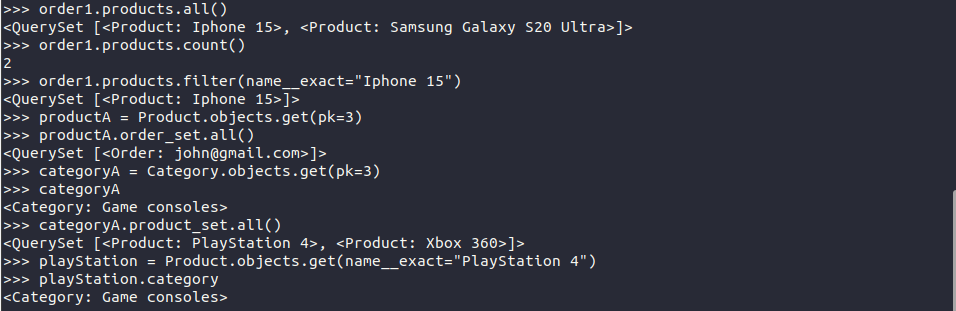 >>> order1.products.all()
<QuerySet [<Product: Iphone 15>, <Product: Samsung Galaxy S20 Ultra>]>
>>> order1.products.count()
2
>>> order1.products.filter(name__exact="Iphone 15")
<QuerySet [<Product: Iphone 15>]>
>>> productA = Product.objects.get(pk=3)
>>> productA.order_set.all()
<QuerySet [<Order: john@gmail.com>]>
>>> categoryA = Category.objects.get(pk=3)
>>> categoryA
<Category: Game consoles>
>>> categoryA.product_set.all()
<QuerySet [<Product: PlayStation 4>, <Product: Xbox 360>]>
>>> playStation = Product.objects.get(name__exact="PlayStation 4")
>>> playStation.category
<Category: Game consoles>